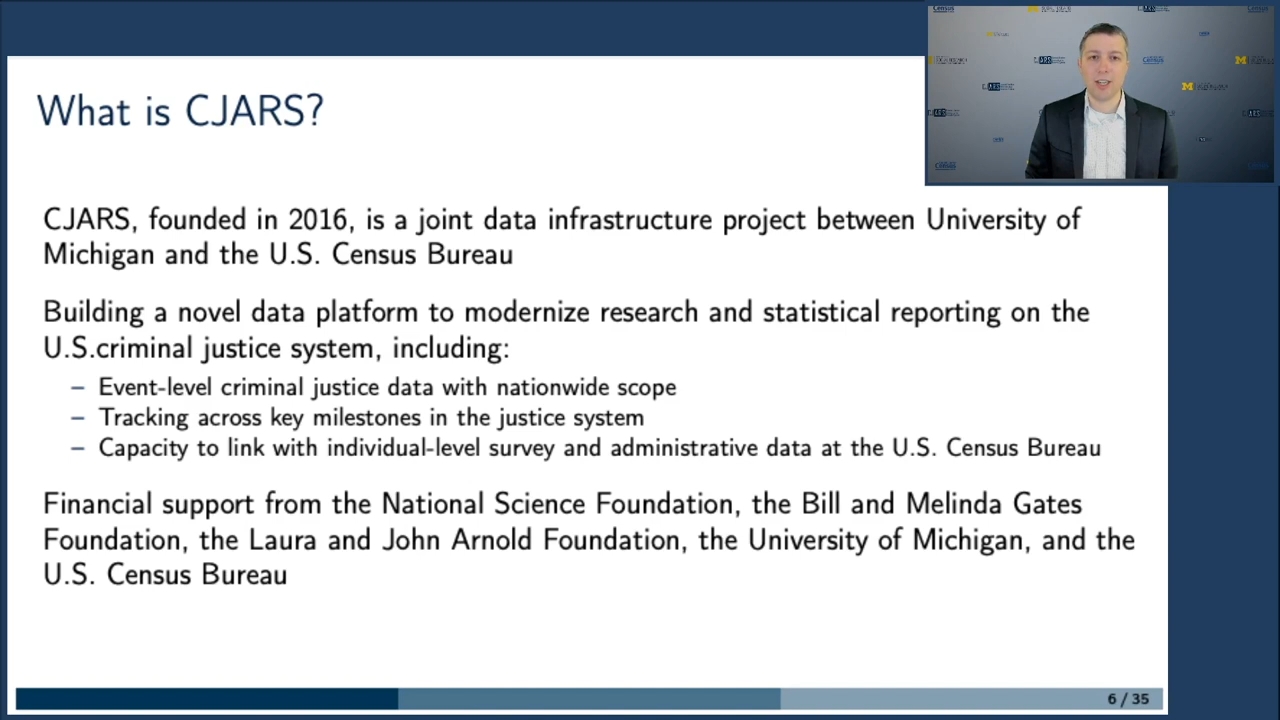 What is CJARS?
CJARS, founded in 2016, is a joint data infrastructure project between University of
Michigan and the U.S. Census Bureau
Building a novel data platform to modernize research and statistical reporting on the
U.S.criminal justice system, including:
– Event-level criminal justice data with nationwide scope
– Tracking across key milestones in the justice system
– Capacity to link with individual-level survey and administrative data at the U.S. Census Bureau
Financial support from the National Science Foundation, the Bill and Melinda Gates
Foundation, the Laura and John Arnold Foundation, the University of Michigan, and the
U.S. Census Bureau
6 / 35
Census
M